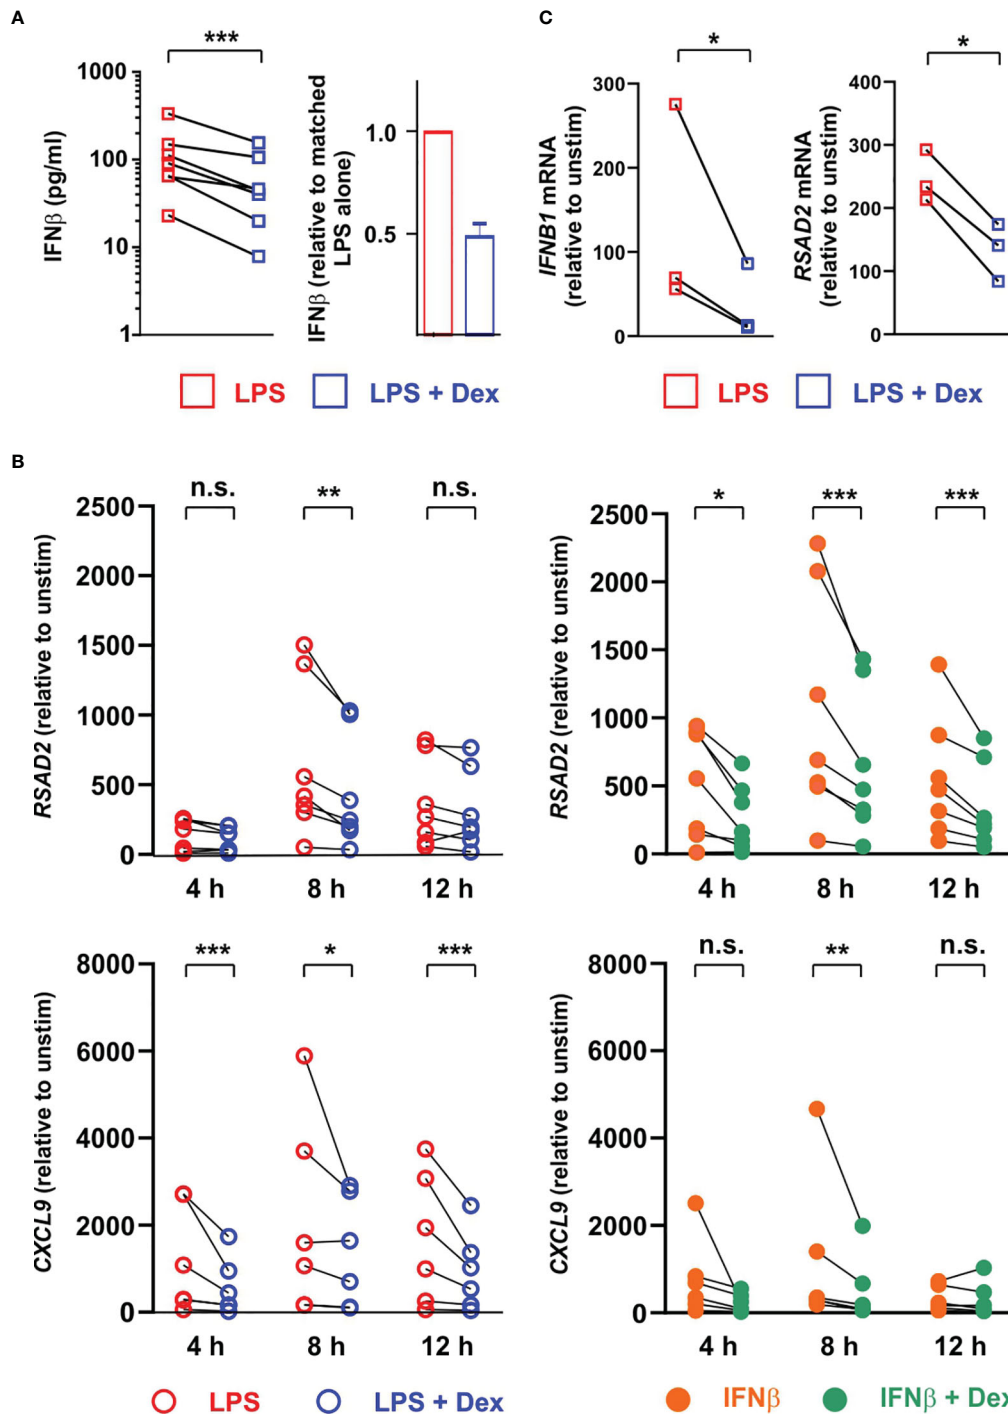 A
***
IFNβ (pg/ml)
1000
100
10
1
IFNβ (relative to matched
LPS alone)
1.0
0.5
LPS
LPS + Dex
C
*
IFNB1 mRNA
(relative to unstim)
300
200
100
0
*
RSAD2 mRNA
(relative to unstim)
400
300
200
100
0
LPS
LPS + Dex
B
n.s.
**
n.s.
RSAD2 (relative to unstim)
2500
2000
1500
1000
500
0
4 h
8 h
12 h
*
***
***
RSAD2 (relative to unstim)
2500
2000
1500
1000
500
0
4 h
8 h
12 h
***
*
***
CXCL9 (relative to unstim)
8000
6000
4000
2000
0
4 h
8 h
12 h
n.s.
**
n.s.
CXCL9 (relative to unstim)
8000
6000
4000
2000
0
4 h
8 h
12 h
LPS
LPS + Dex
IFNβ
IFNβ + Dex